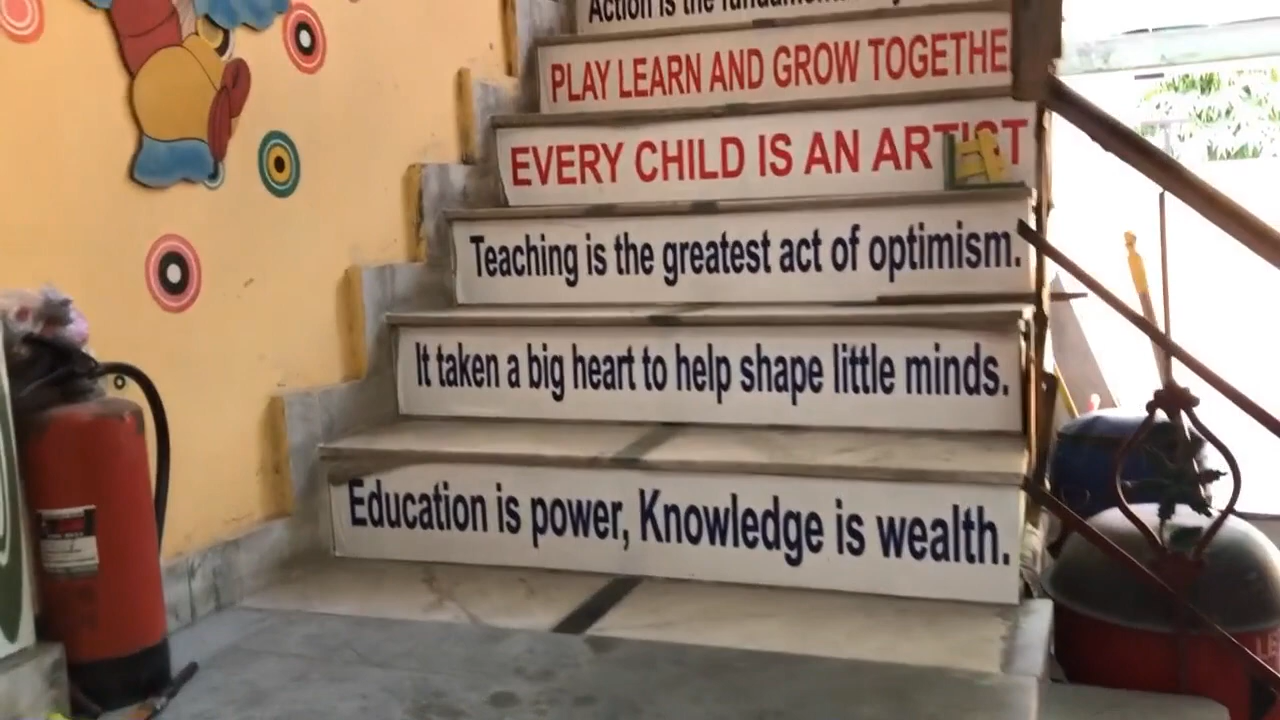 Action is the fundamental
PLAY LEARN AND GROW TOGETHE
EVERY CHILD IS AN ARTIST
Teaching is the greatest act of optimism.
It taken a big heart to help shape little minds.
Education is power, Knowledge is wealth.